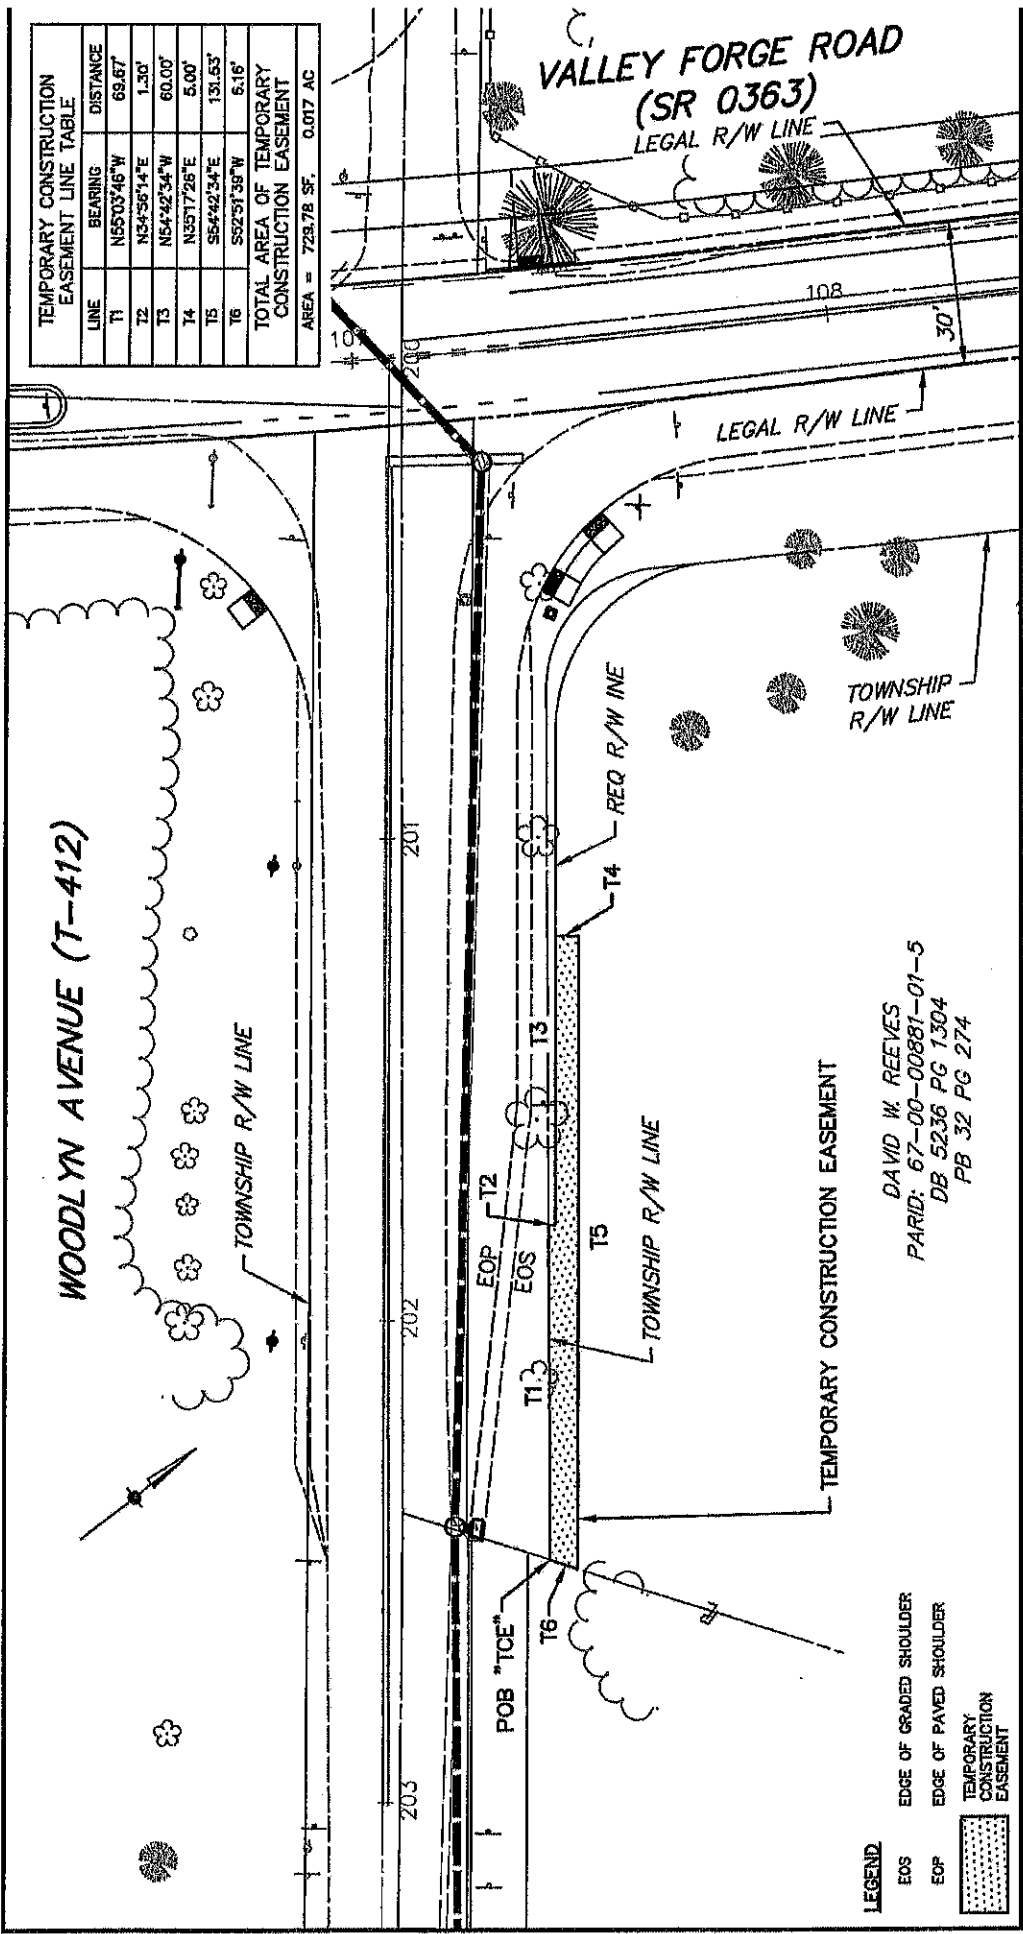 TEMPORARY CONSTRUCTION
EASEMENT LINE TABLE
LINE BEARING DISTANCE
T1 N55°03'46"W 69.67'
T2 N34°56'14"E 1.30'
T3 N54°42'34"W 60.00'
T4 N35°17'26"E 5.00'
T5 S54°42'34"E 131.53'
T6 S52°51'39"W 6.16'
TOTAL AREA OF TEMPORARY
CONSTRUCTION EASEMENT
AREA = 729.78 SF. 0.017 AC
VALLEY FORGE ROAD
(SR 0363)
LEGAL R/W LINE
108
30'
LEGAL R/W LINE
200
TOWNSHIP
R/W LINE
WOODLYN AVENUE (T-412)
TOWNSHIP R/W LINE
201
202
203
REQ R/W INE
T4
T3
T2
EOP
EOS
T5
T1
TOWNSHIP R/W LINE
TEMPORARY CONSTRUCTION EASEMENT
POB "TCE"
T6
DAVID W. REEVES
PARID: 67-00-00881-01-5
DB 5236 PG 1304
PB 32 PG 274
LEGEND
EOS EDGE OF GRADED SHOULDER
EOP EDGE OF PAVED SHOULDER
TEMPORARY
CONSTRUCTION
EASEMENT